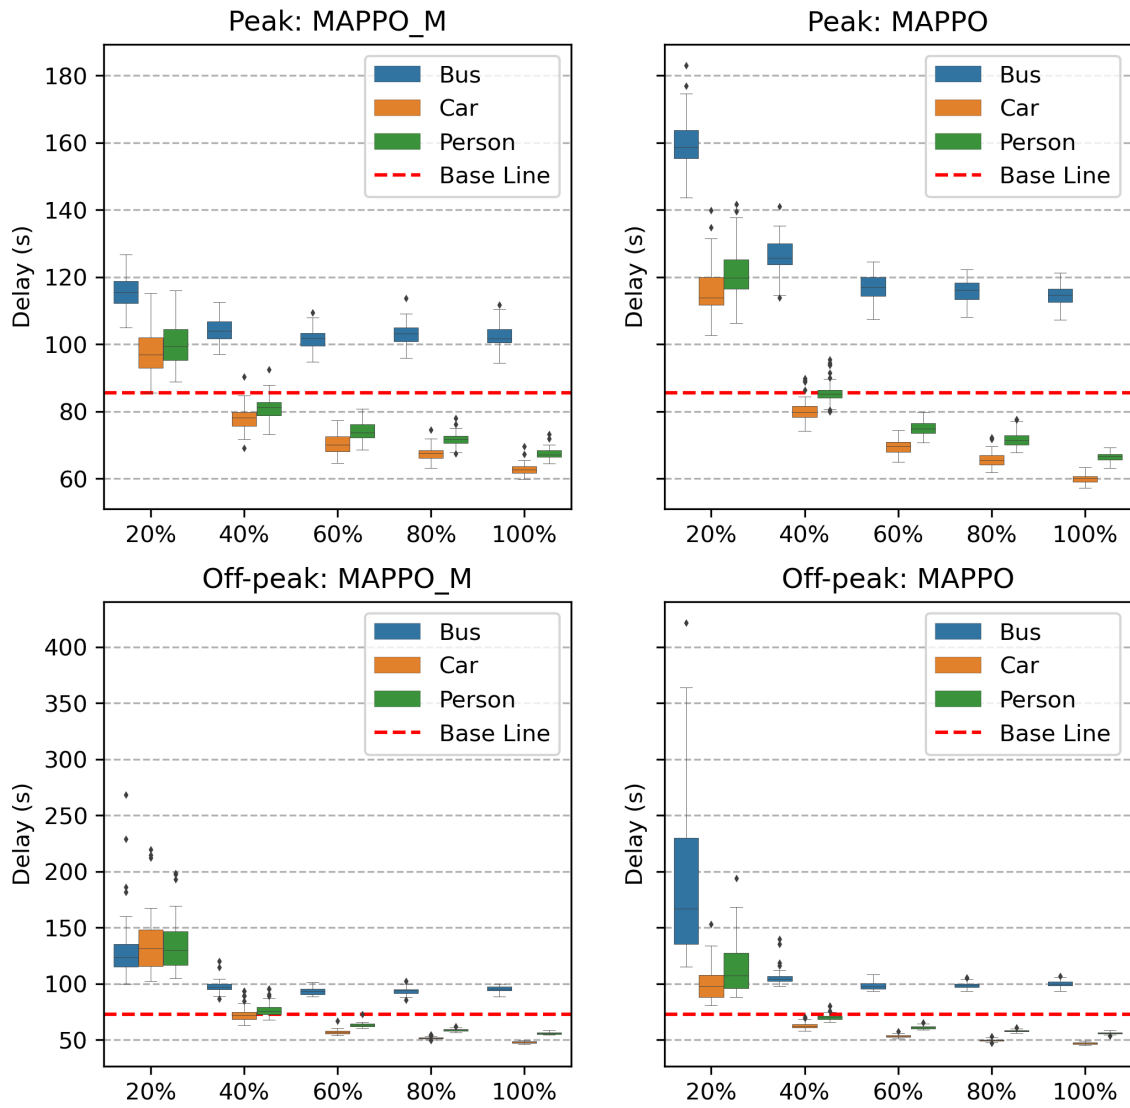 Peak: MAPPO_M
Peak: MAPPO
Delay (s)
180
160
140
120
100
80
60
Bus
Car
Person
Base Line
20%
40%
60%
80%
100%
Delay (s)
Bus
Car
Person
Base Line
20%
40%
60%
80%
100%
Off-peak: MAPPO_M
Off-peak: MAPPO
Delay (s)
400
350
300
250
200
150
100
50
Bus
Car
Person
Base Line
20%
40%
60%
80%
100%
Delay (s)
Bus
Car
Person
Base Line
20%
40%
60%
80%
100%